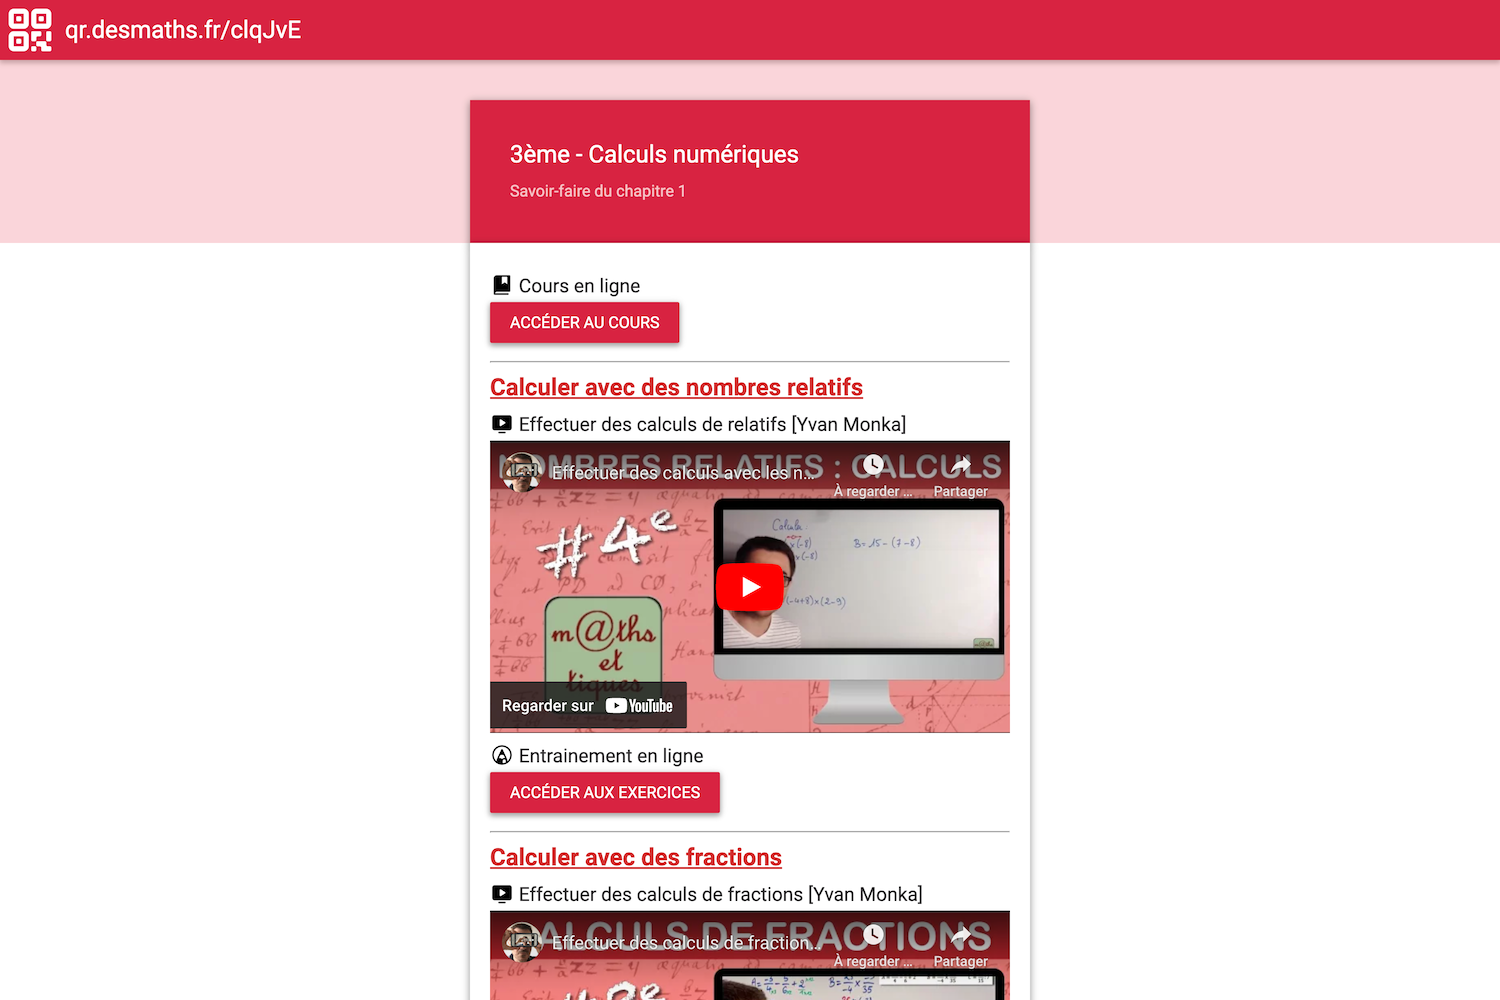 qr.desmaths.fr/clqJvE
3ème - Calculs numériques
Savoir-faire du chapitre 1
Cours en ligne
ACCÉDER AU COURS
Calculer avec des nombres relatifs
Effectuer des calculs de relatifs [Yvan Monka]
NOMBRES RELATIFS : CALCULS
Effectuer des calculs avec les n...
À regarder ...
Partager
#4e
Calculer
B = 15 - (7 - 8)
(-4+8)×(2-9)
m@ths
et
tiques
Regarder sur YouTube
Entrainement en ligne
ACCÉDER AUX EXERCICES
Calculer avec des fractions
Effectuer des calculs de fractions [Yvan Monka]
CALCULS DE FRACTIONS
Effectuer des calculs de fraction...
À regarder ...
Partager